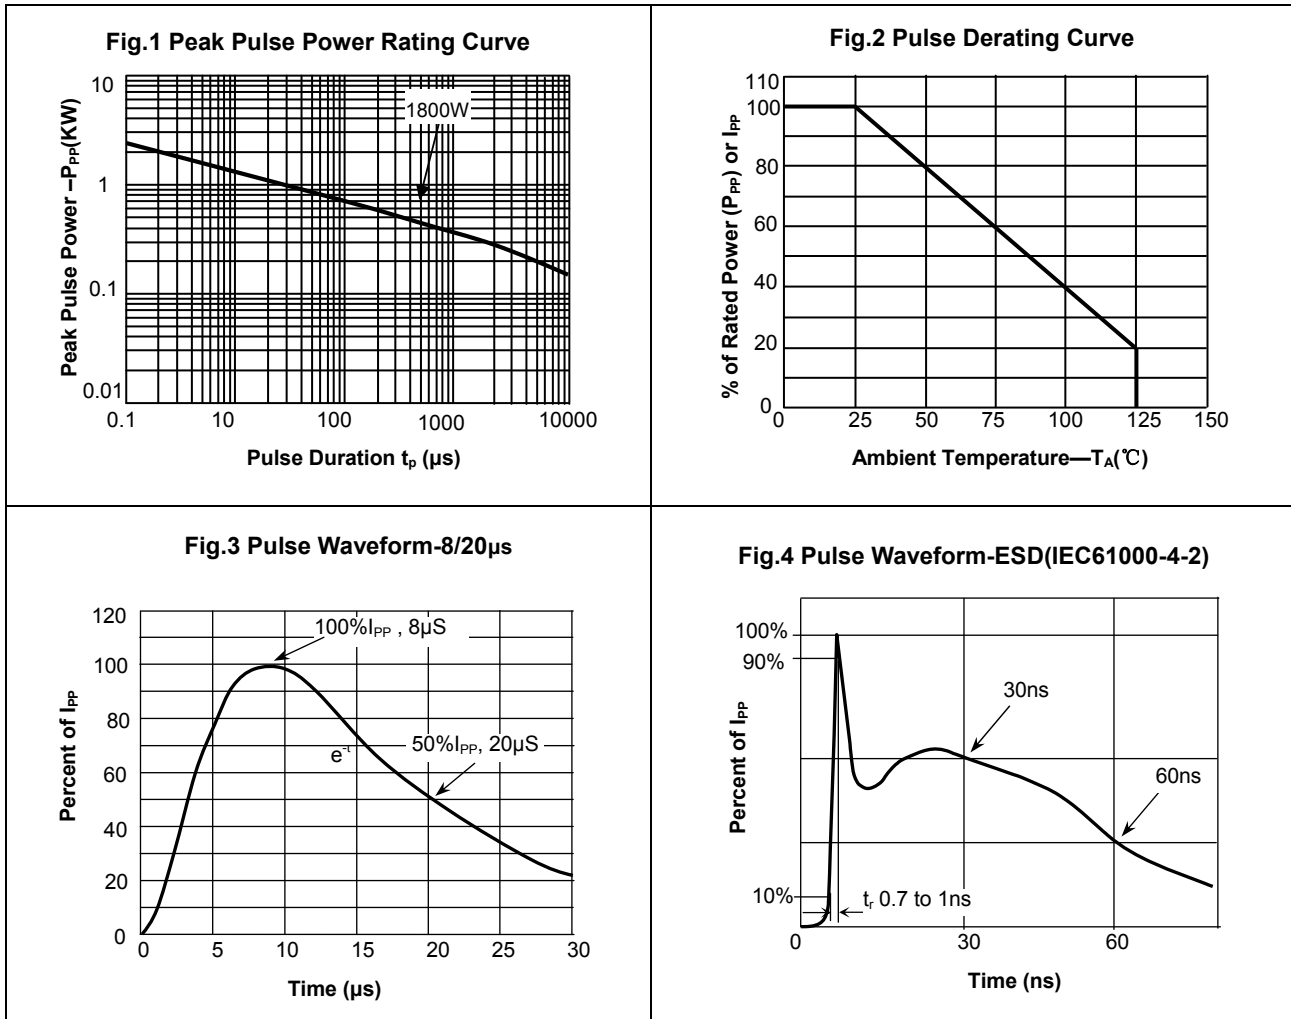 Fig.1 Peak Pulse Power Rating Curve
Peak Pulse Power –PPP(KW)
10
1
0.1
0.01
1800W
0.1 10 100 1000 10000
Pulse Duration tp (µs)
Fig.2 Pulse Derating Curve
% of Rated Power (PPP) or IPP
110
100
80
60
40
20
0
0 25 50 75 100 125 150
Ambient Temperature—TA(℃)
Fig.3 Pulse Waveform-8/20µs
Percent of IPP
120
100
80
60
40
20
0
100%IPP , 8µS
e-t
50%IPP, 20µS
0 5 10 15 20 25 30
Time (µs)
Fig.4 Pulse Waveform-ESD(IEC61000-4-2)
Percent of IPP
100%
90%
10%
30ns
60ns
tr 0.7 to 1ns
0 30 60
Time (ns)